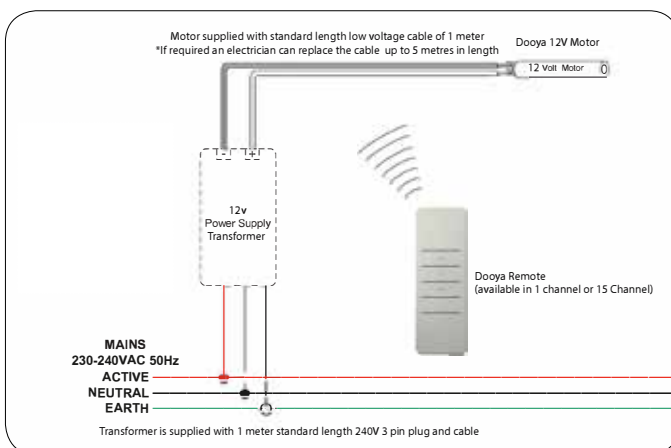 Motor supplied with standard length low voltage cable of 1 meter
*If required an electrician can replace the cable up to 5 metres in length
Dooya 12V Motor
12 Volt Motor
- +
12v
Power Supply
Transformer
Dooya Remote
(available in 1 channel or 15 Channel)
MAINS
230-240VAC 50Hz
ACTIVE
NEUTRAL
EARTH
Transformer is supplied with 1 meter standard length 240V 3 pin plug and cable